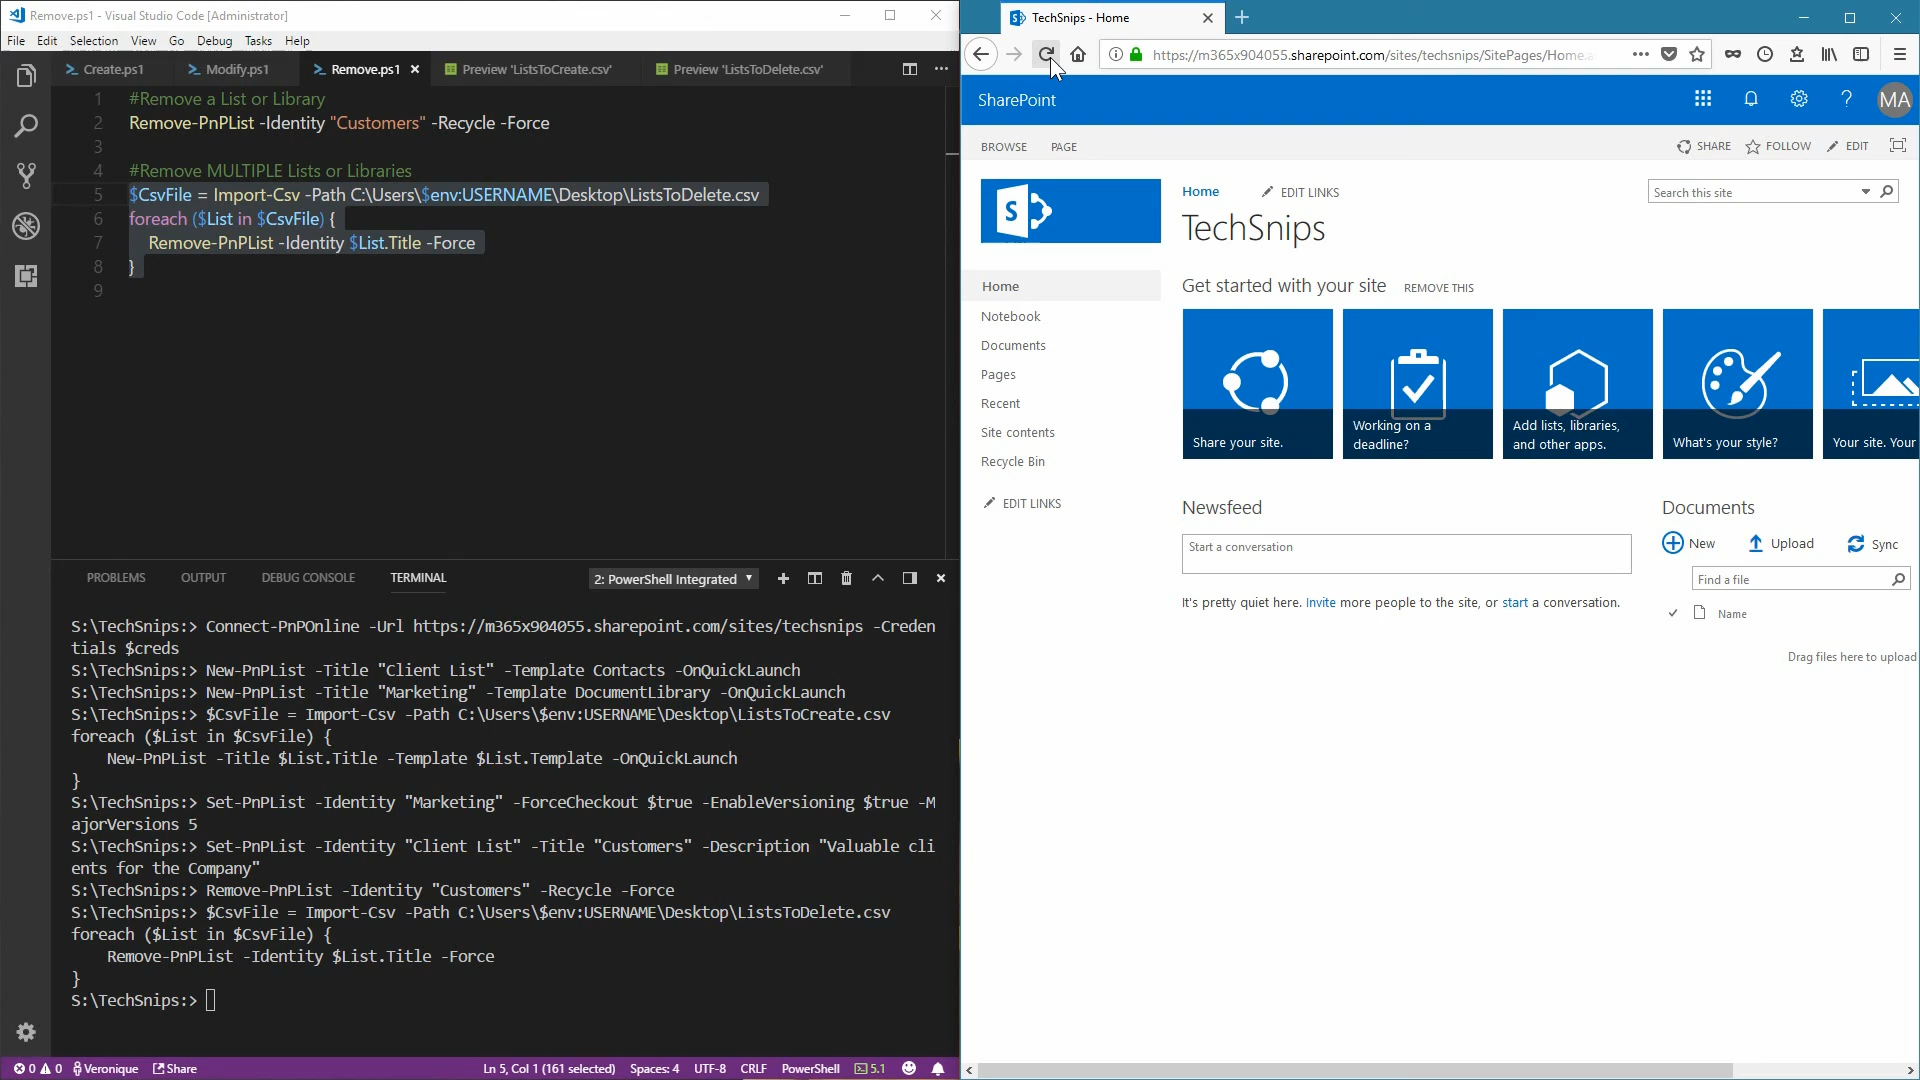 Remove.ps1 - Visual Studio Code [Administrator]
File Edit Selection View Go Debug Tasks Help
Create.ps1 Modify.ps1 Remove.ps1 Preview 'ListsToCreate.csv' Preview 'ListsToDelete.csv'
1 #Remove a List or Library
2 Remove-PnPList -Identity "Customers" -Recycle -Force
3
4 #Remove MULTIPLE Lists or Libraries
5 $CsvFile = Import-Csv -Path C:\Users\$env:USERNAME\Desktop\ListsToDelete.csv
6 foreach ($List in $CsvFile) {
7 Remove-PnPList -Identity $List.Title -Force
8 }
9
PROBLEMS OUTPUT DEBUG CONSOLE TERMINAL 2: PowerShell Integrated
S:\TechSnips:> Connect-PnPOnline -Url https://m365x904055.sharepoint.com/sites/techsnips -Creden
tials $creds
S:\TechSnips:> New-PnPList -Title "Client List" -Template Contacts -OnQuickLaunch
S:\TechSnips:> New-PnPList -Title "Marketing" -Template DocumentLibrary -OnQuickLaunch
S:\TechSnips:> $CsvFile = Import-Csv -Path C:\Users\$env:USERNAME\Desktop\ListsToCreate.csv
foreach ($List in $CsvFile) {
New-PnPList -Title $List.Title -Template $List.Template -OnQuickLaunch
}
S:\TechSnips:> Set-PnPList -Identity "Marketing" -ForceCheckout $true -EnableVersioning $true -M
ajorVersions 5
S:\TechSnips:> Set-PnPList -Identity "Client List" -Title "Customers" -Description "Valuable cli
ents for the Company"
S:\TechSnips:> Remove-PnPList -Identity "Customers" -Recycle -Force
S:\TechSnips:> $CsvFile = Import-Csv -Path C:\Users\$env:USERNAME\Desktop\ListsToDelete.csv
foreach ($List in $CsvFile) {
Remove-PnPList -Identity $List.Title -Force
}
S:\TechSnips:>
0 0 Veronique Share Ln 5, Col 1 (161 selected) Spaces: 4 UTF-8 CRLF PowerShell 5.1
TechSnips - Home
https://m365x904055.sharepoint.com/sites/techsnips/SitePages/Home.a
SharePoint
MA
BROWSE PAGE SHARE FOLLOW EDIT
S
Home EDIT LINKS
Search this site
TechSnips
Home
Notebook
Documents
Pages
Recent
Site contents
Recycle Bin
EDIT LINKS
Get started with your site REMOVE THIS
Share your site.
Working on a
deadline?
Add lists, libraries,
and other apps.
What's your style?
Your site. Your
Newsfeed
Start a conversation
It's pretty quiet here. Invite more people to the site, or start a conversation.
Documents
New Upload Sync
Find a file
Name
Drag files here to upload